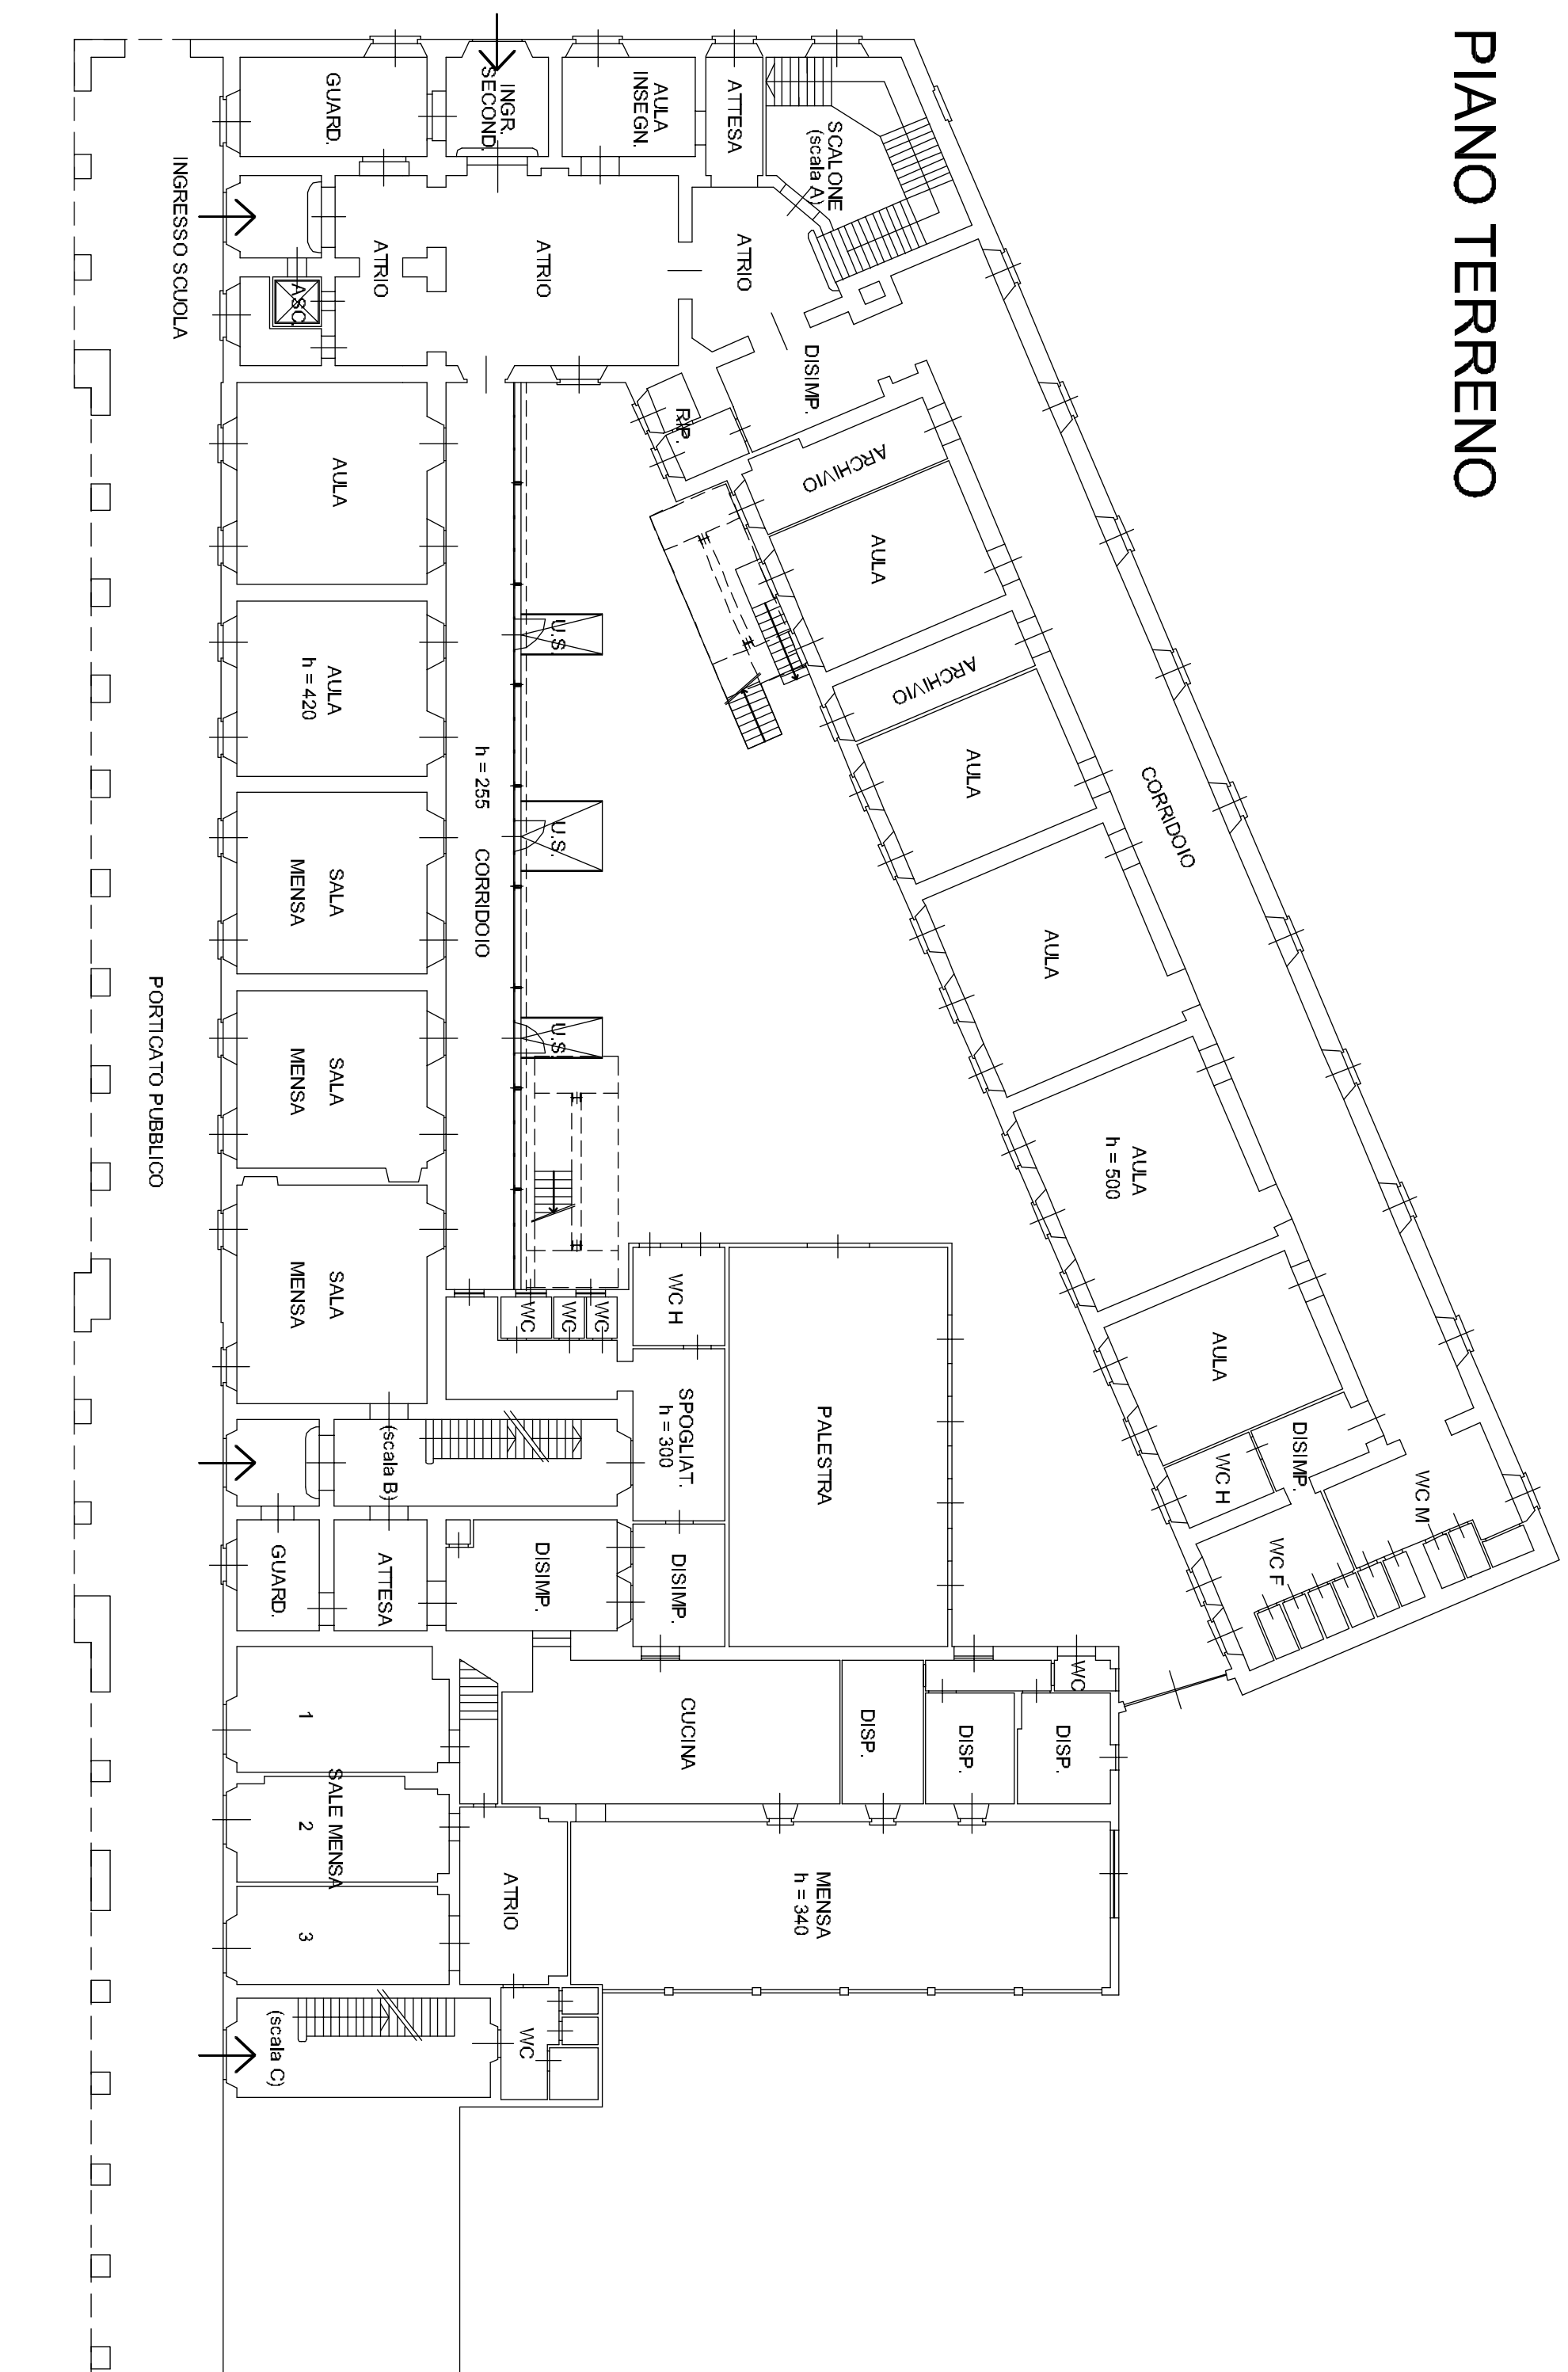 PIANO TERRENO
SCALONE
(scala A)
ATTESA
AULA
INSEGN.
INGR.
SECOND.
GUARD.
ATRIO
ATRIO
ATRIO
ASC.
INGRESSO SCUOLA
DISIMP.
RIP.
ARCHIVIO
AULA
ARCHIVIO
AULA
CORRIDOIO
AULA
AULA
h = 500
AULA
DISIMP.
WC H
WC M
WC F
AULA
AULA
h = 420
h = 255
CORRIDOIO
U.S.
U.S.
U.S.
SALA
MENSA
SALA
MENSA
SALA
MENSA
PORTICATO PUBBLICO
WC H
WC
WC
WC
SPOGLIAT.
h = 300
PALESTRA
(scala B)
DISIMP.
DISIMP.
ATTESA
GUARD.
WC
DISP.
DISP.
DISP.
CUCINA
1
SALE MENSA
2
3
ATRIO
MENSA
h = 340
WC
(scala C)